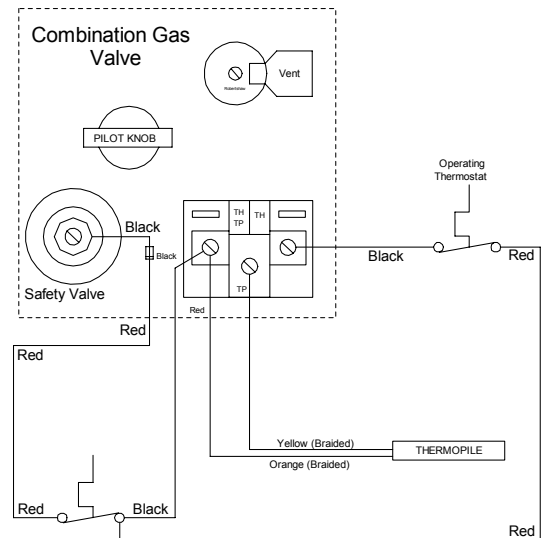 Combination Gas
Valve
Vent
RobertShaw
PILOT KNOB
Operating
Thermostat
TH
TP
TH
Black
Black
Black
Red
Safety Valve
TP
Red
Red
Red
Yellow (Braided)
THERMOPILE
Orange (Braided)
Red
Black
Red